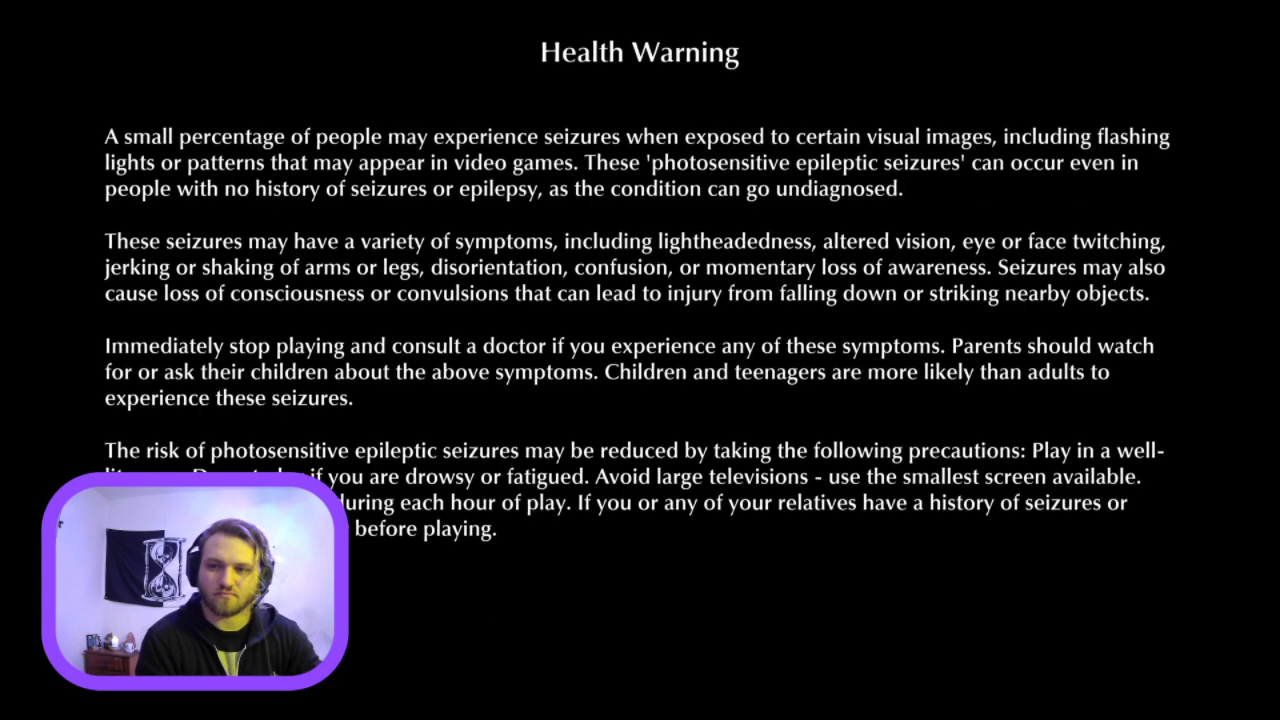 Health Warning
A small percentage of people may experience seizures when exposed to certain visual images, including flashing
lights or patterns that may appear in video games. These 'photosensitive epileptic seizures' can occur even in
people with no history of seizures or epilepsy, as the condition can go undiagnosed.
These seizures may have a variety of symptoms, including lightheadedness, altered vision, eye or face twitching,
jerking or shaking of arms or legs, disorientation, confusion, or momentary loss of awareness. Seizures may also
cause loss of consciousness or convulsions that can lead to injury from falling down or striking nearby objects.
Immediately stop playing and consult a doctor if you experience any of these symptoms. Parents should watch
for or ask their children about the above symptoms. Children and teenagers are more likely than adults to
experience these seizures.
The risk of photosensitive epileptic seizures may be reduced by taking the following precautions: Play in a well-
if you are drowsy or fatigued. Avoid large televisions - use the smallest screen available.
during each hour of play. If you or any of your relatives have a history of seizures or
before playing.